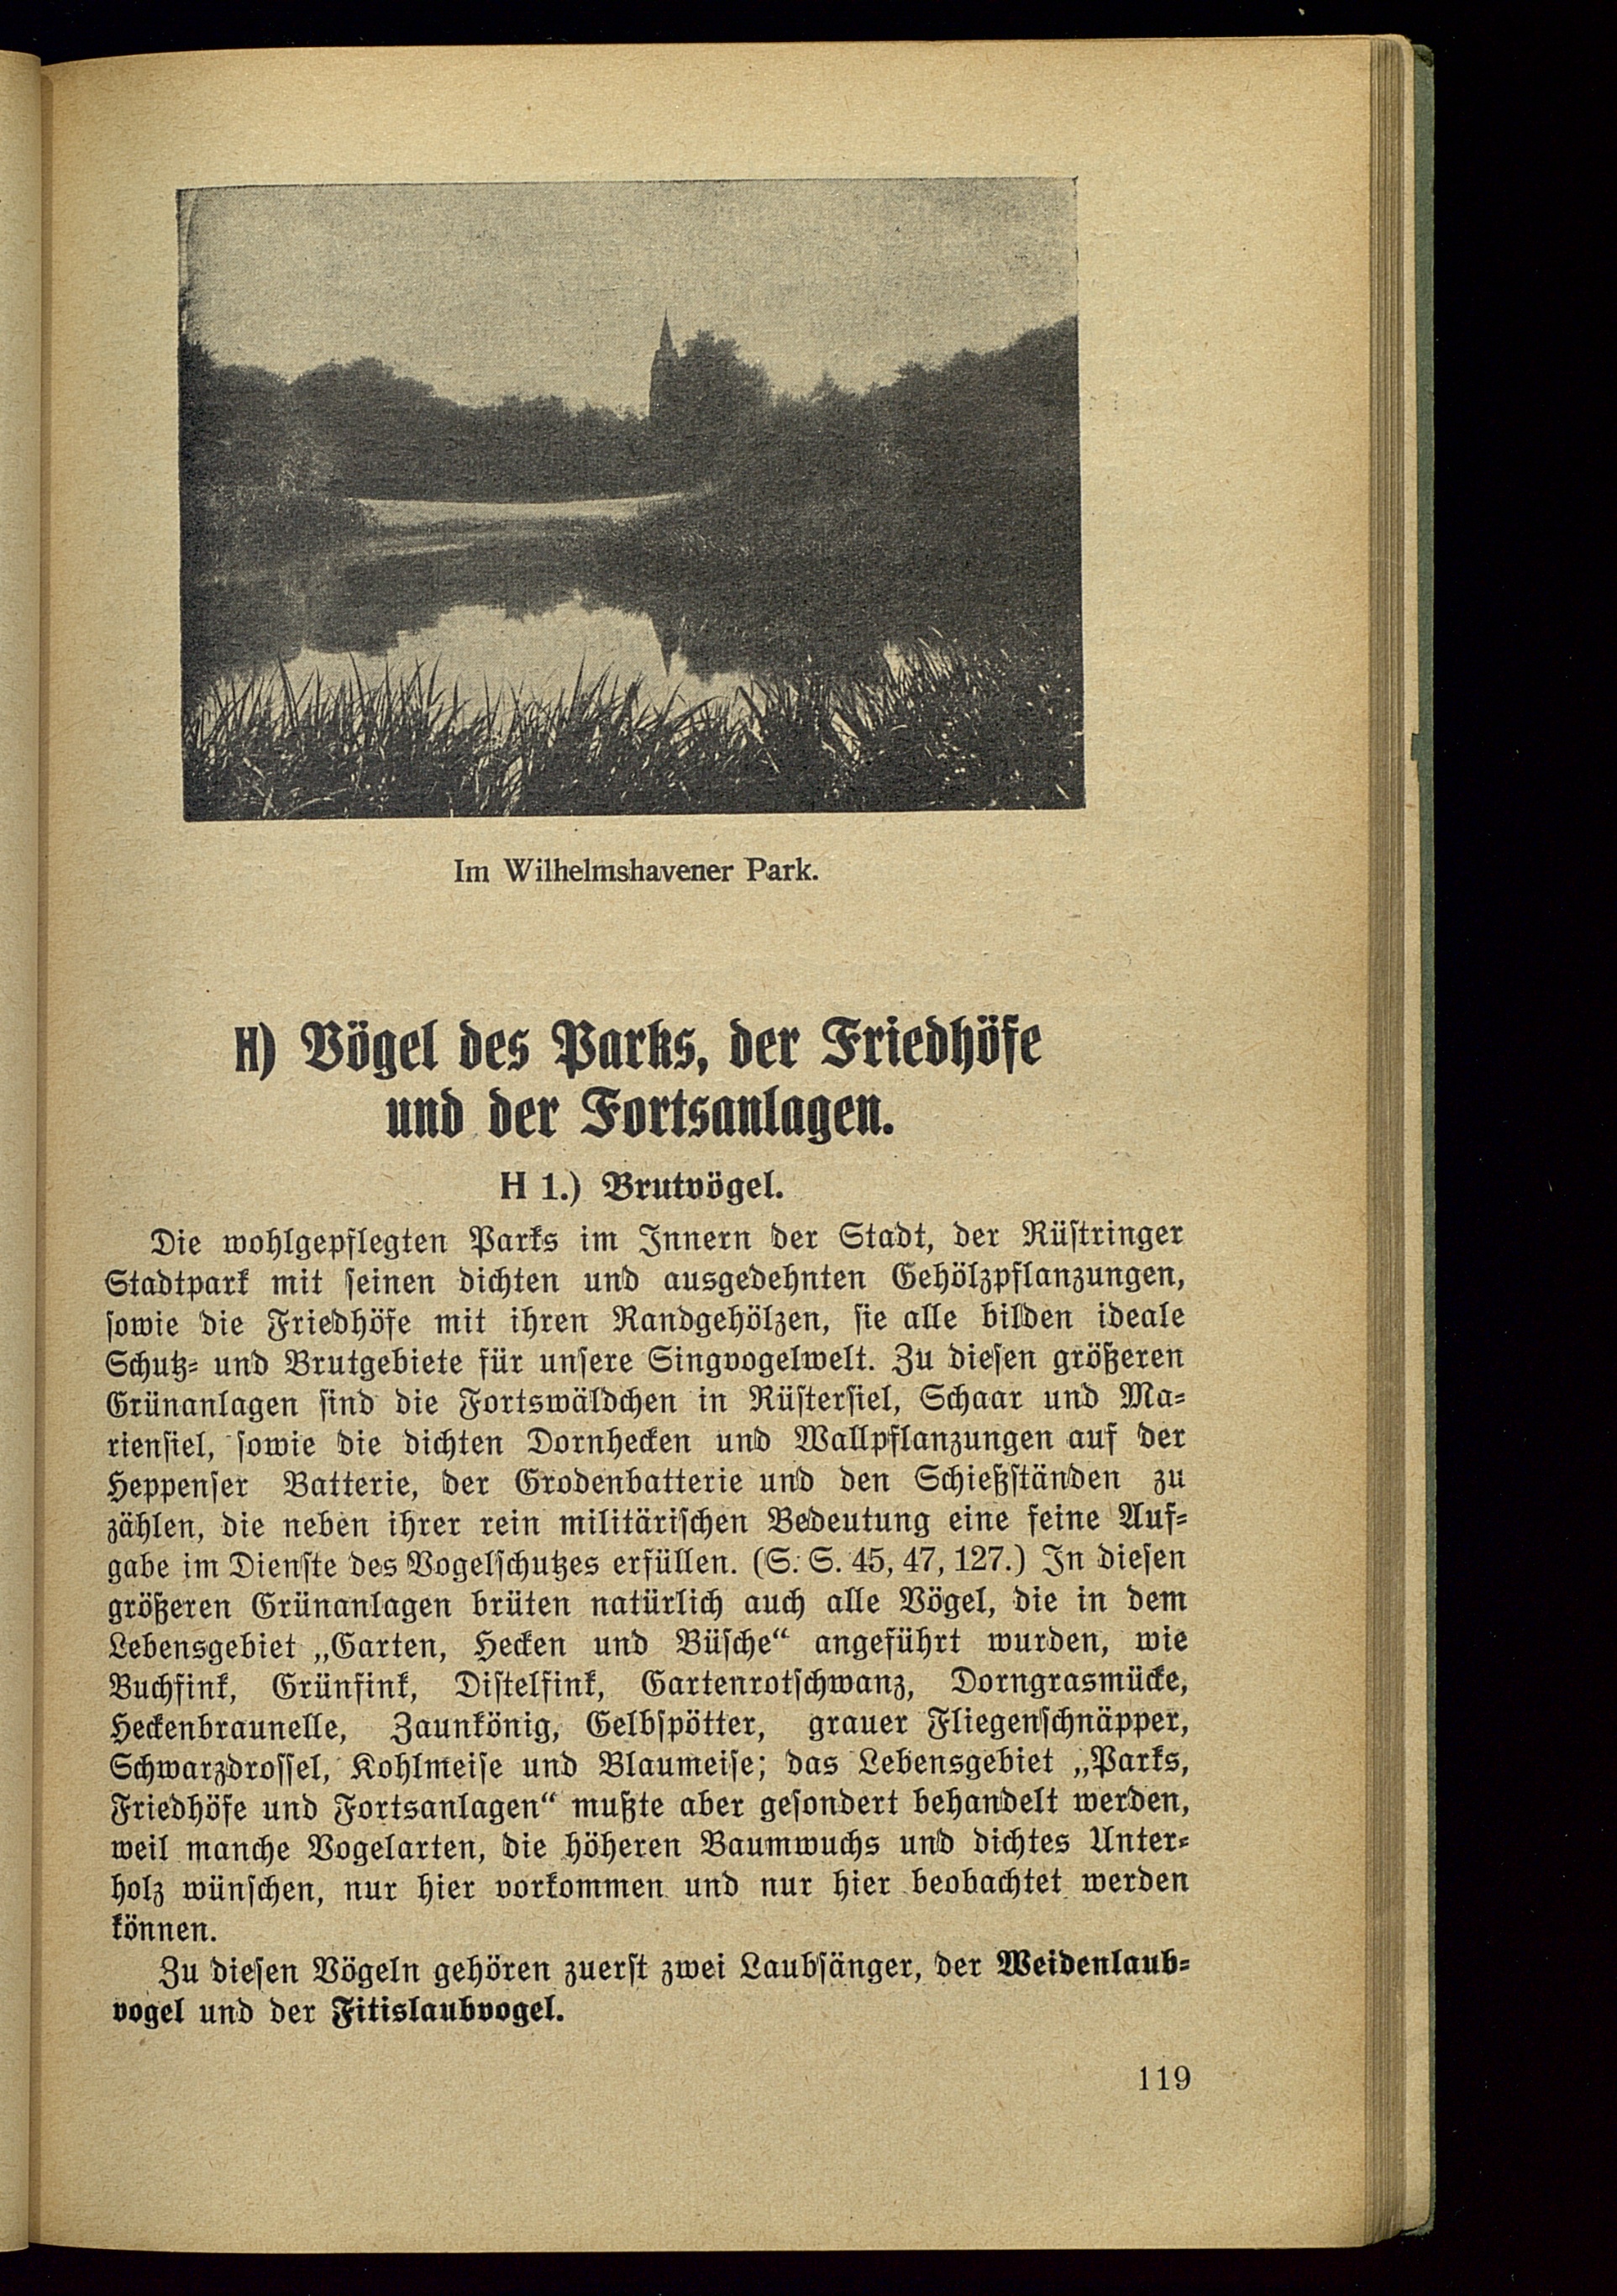 Im Wilhelmshavener Park.
H) Vögel des Parks, der Friedhöfe
und der Fortsanlagen.
H 1.) Brutvögel.
Die wohlgepflegten Parks im Innern der Stadt, der Rüstringer
Stadtpark mit seinen dichten und ausgedehnten Gehölzpflanzungen,
sowie die Friedhöfe mit ihren Randgehölzen, sie alle bilden ideale
Schutz- und Brutgebiete für unsere Singvogelwelt. Zu diesen größeren
Grünanlagen sind die Fortswäldchen in Rüstersiel, Schaar und Ma-
riensiel, sowie die dichten Dornhecken und Wallpflanzungen auf der
Heppenser Batterie, der Grodenbatterie und den Schießständen zu
zählen, die neben ihrer rein militärischen Bedeutung eine feine Auf-
gabe im Dienste des Vogelschutzes erfüllen. (S. S. 45, 47, 127.) In diesen
größeren Grünanlagen brüten natürlich auch alle Vögel, die in dem
Lebensgebiet „Garten, Hecken und Büsche“ angeführt wurden, wie
Buchfink, Grünfink, Distelfink, Gartenrotschwanz, Dorngrasmücke,
Heckenbraunelle, Zaunkönig, Gelbspötter, grauer Fliegenschnäpper,
Schwarzdrossel, Kohlmeise und Blaumeise; das Lebensgebiet „Parks,
Friedhöfe und Fortsanlagen“ mußte aber gesondert behandelt werden,
weil manche Vogelarten, die höheren Baumwuchs und dichtes Unter-
holz wünschen, nur hier vorkommen und nur hier beobachtet werden
können.
Zu diesen Vögeln gehören zuerst zwei Laubsänger, der Weidenlaub-
vogel und der Fitislaubvogel.
119